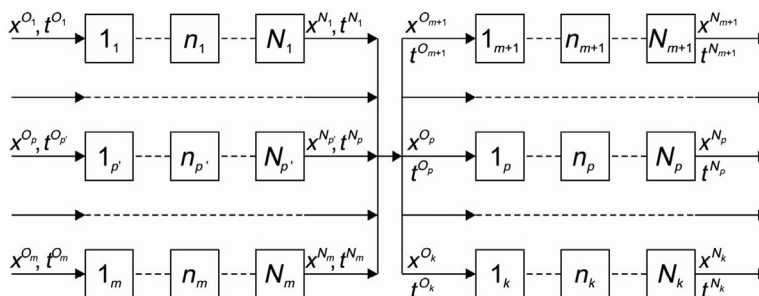 x^{O_1}, t^{O_1} 1_1 n_1 N_1 x^{N_1}, t^{N_1} x^{O_{m+1}} t^{O_{m+1}} 1_{m+1} n_{m+1} N_{m+1} x^{N_{m+1}} t^{N_{m+1}}
x^{O_p}, t^{O_{p'}} 1_{p'} n_{p'} N_{p'} x^{N_{p'}}, t^{N_p} x^{O_p} t^{O_p} 1_p n_p N_p x^{N_p} t^{N_p}
x^{O_m}, t^{O_m} 1_m n_m N_m x^{N_m}, t^{N_m} x^{O_k} t^{O_k} 1_k n_k N_k x^{N_k} t^{N_k}